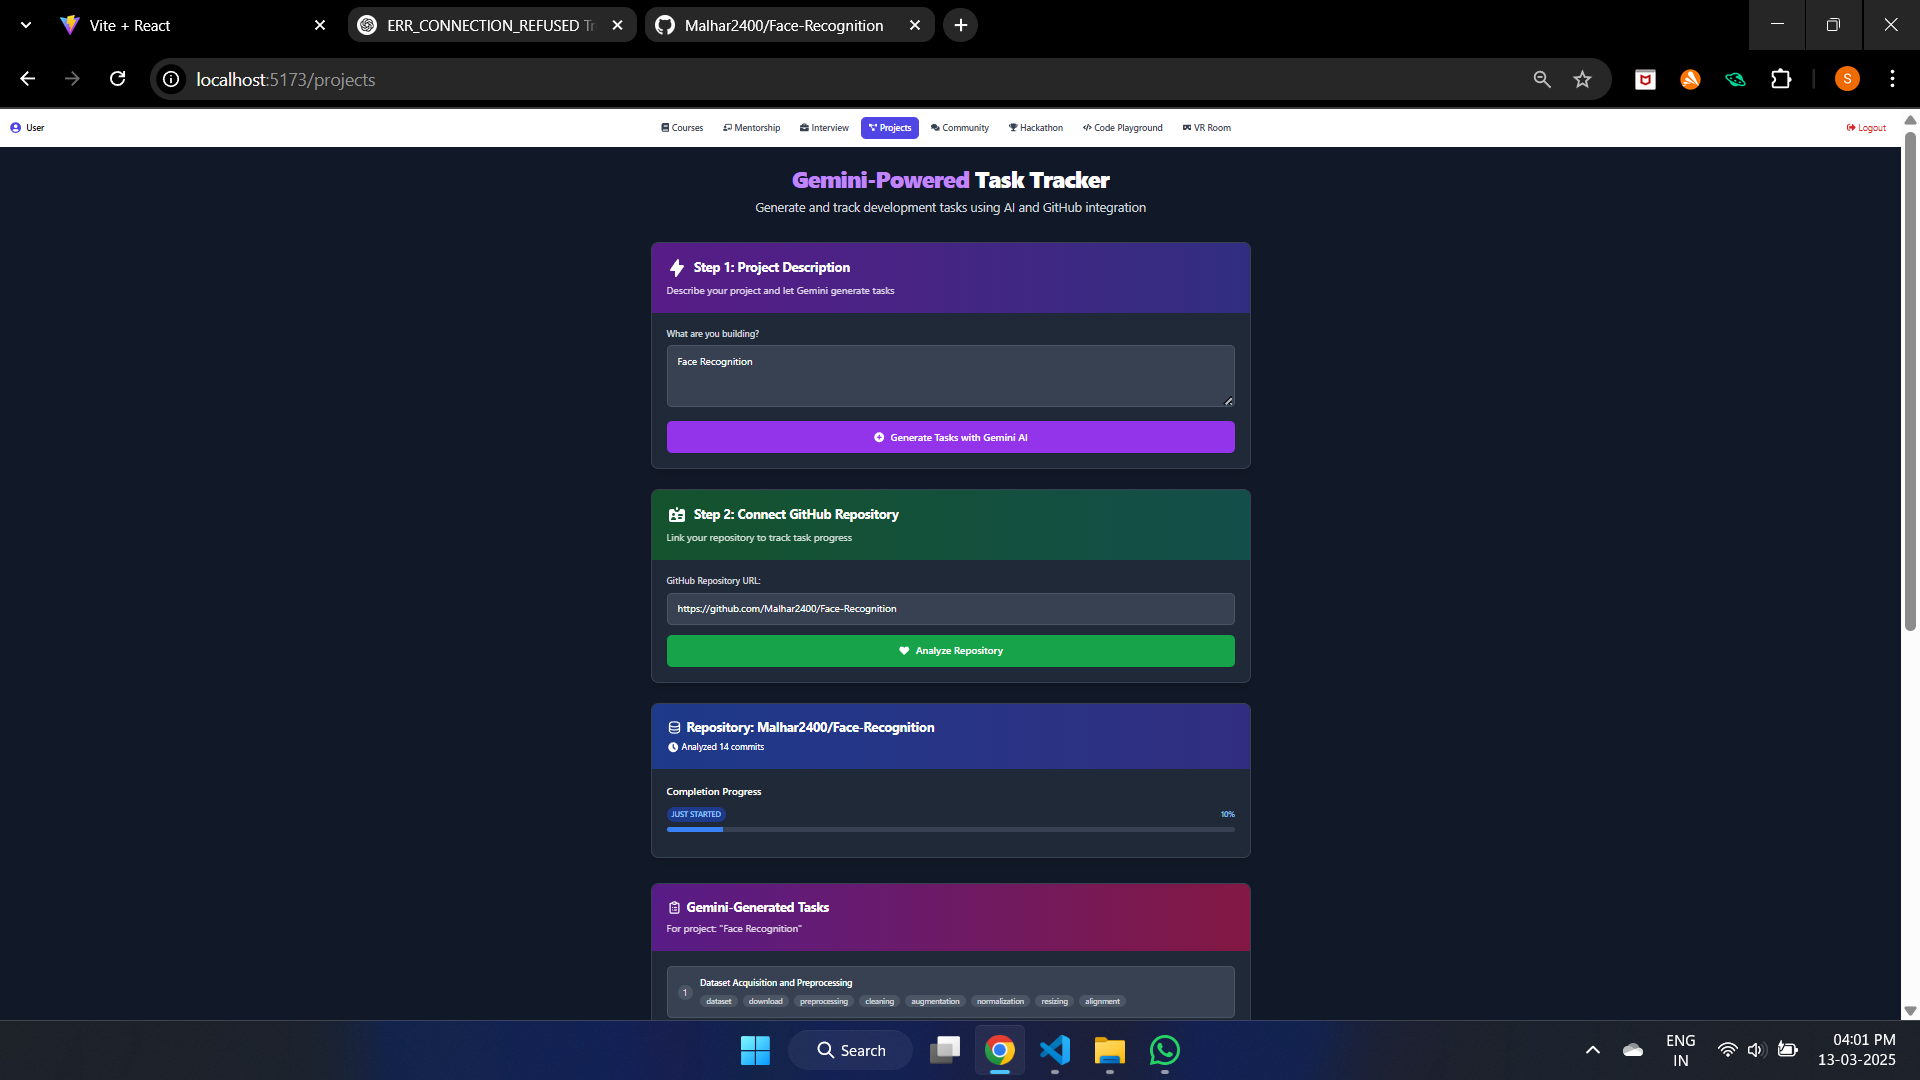 Vite + React
ERR_CONNECTION_REFUSED
Malhar2400/Face-Recognition
localhost:5173/projects
S
User
Courses
Mentorship
Interview
Projects
Community
Hackathon
Code Playground
VR Room
Logout
Gemini-Powered Task Tracker
Generate and track development tasks using AI and GitHub integration
Step 1: Project Description
Describe your project and let Gemini generate tasks
What are you building?
Face Recognition
Generate Tasks with Gemini AI
Step 2: Connect GitHub Repository
Link your repository to track task progress
GitHub Repository URL:
https://github.com/Malhar2400/Face-Recognition
Analyze Repository
Repository: Malhar2400/Face-Recognition
Analyzed 14 commits
Completion Progress
JUST STARTED
10%
Gemini-Generated Tasks
For project: "Face Recognition"
1
Dataset Acquisition and Preprocessing
dataset download preprocessing cleaning augmentation normalization resizing alignment
Search
ENG
IN
04:01 PM
13-03-2025